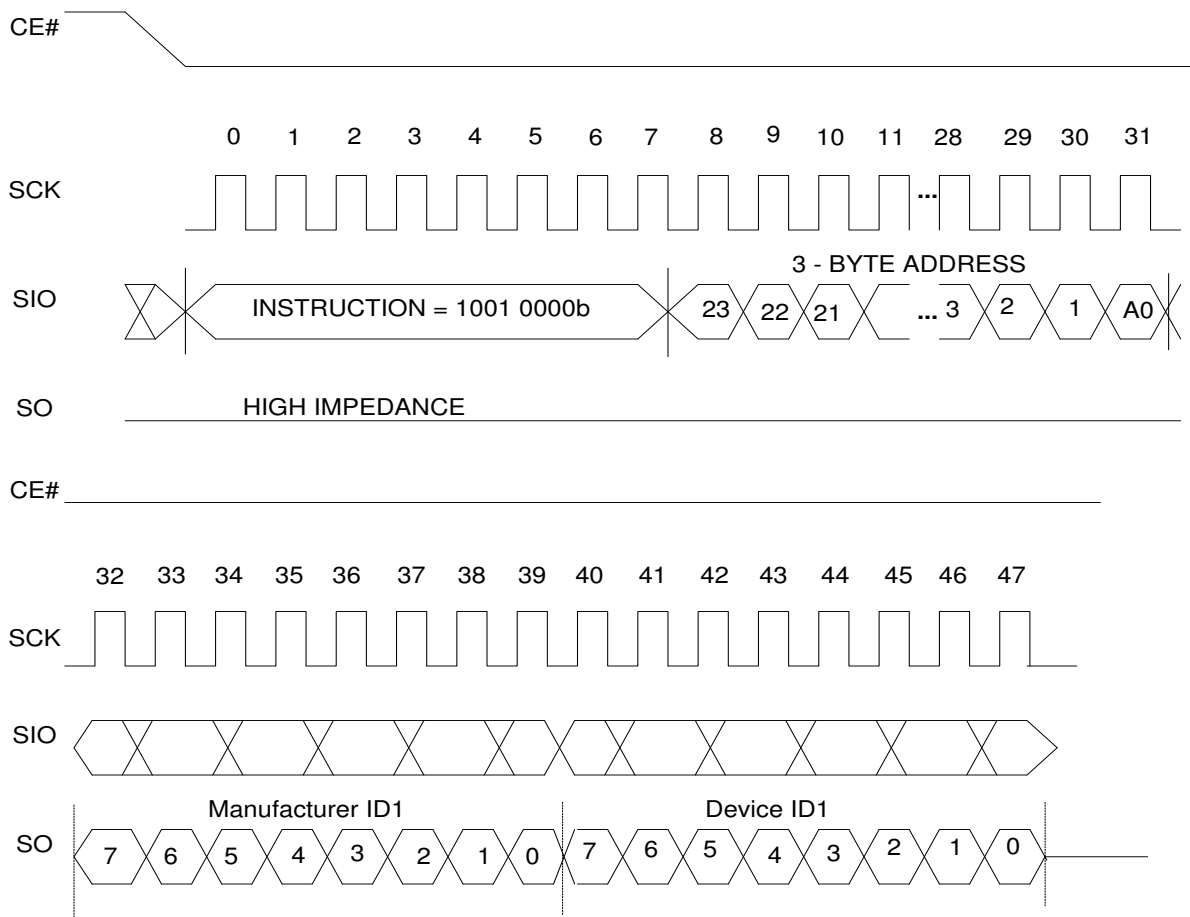 CE#
0 1 2 3 4 5 6 7 8 9 10 11 28 29 30 31
SCK ...
3 - BYTE ADDRESS
SIO INSTRUCTION = 1001 0000b 23 22 21 ... 3 2 1 A0
SO HIGH IMPEDANCE
CE#
32 33 34 35 36 37 38 39 40 41 42 43 44 45 46 47
SCK
SIO
Manufacturer ID1 Device ID1
SO 7 6 5 4 3 2 1 0 7 6 5 4 3 2 1 0